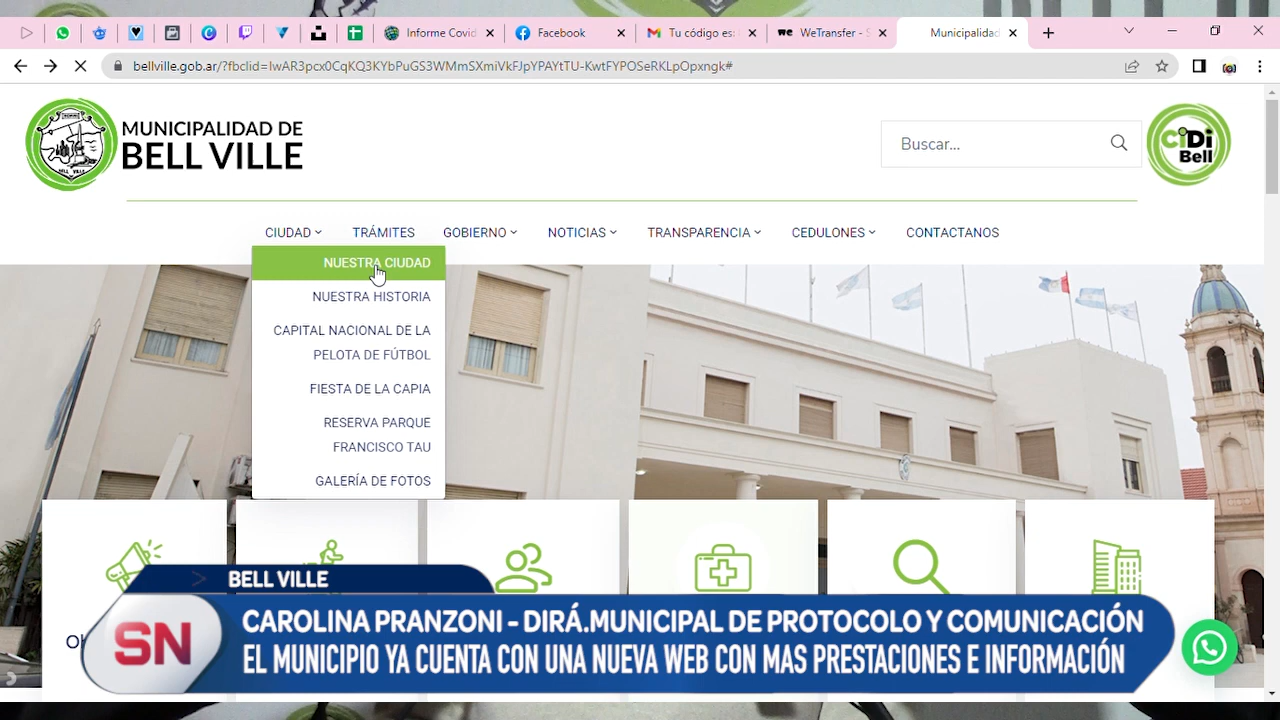 Informe Covid
Facebook
Tu código es:
WeTransfer - S
Municipalidad
bellville.gob.ar/?fbclid=IwAR3pcx0CqKQ3KYbPuGS3WMmSXmiVkFJpYPAYtTU-KwtFYPOSeRKLpOpxngk#
MUNICIPALIDAD DE
BELL VILLE
BELL VILLE
Buscar...
CiDi
Bell
CIUDAD
TRÁMITES
GOBIERNO
NOTICIAS
TRANSPARENCIA
CEDULONES
CONTACTANOS
NUESTRA CIUDAD
NUESTRA HISTORIA
CAPITAL NACIONAL DE LA
PELOTA DE FÚTBOL
FIESTA DE LA CAPIA
RESERVA PARQUE
FRANCISCO TAU
GALERÍA DE FOTOS
BELL VILLE
SN
CAROLINA PRANZONI - DIRÁ.MUNICIPAL DE PROTOCOLO Y COMUNICACIÓN
EL MUNICIPIO YA CUENTA CON UNA NUEVA WEB CON MAS PRESTACIONES E INFORMACIÓN